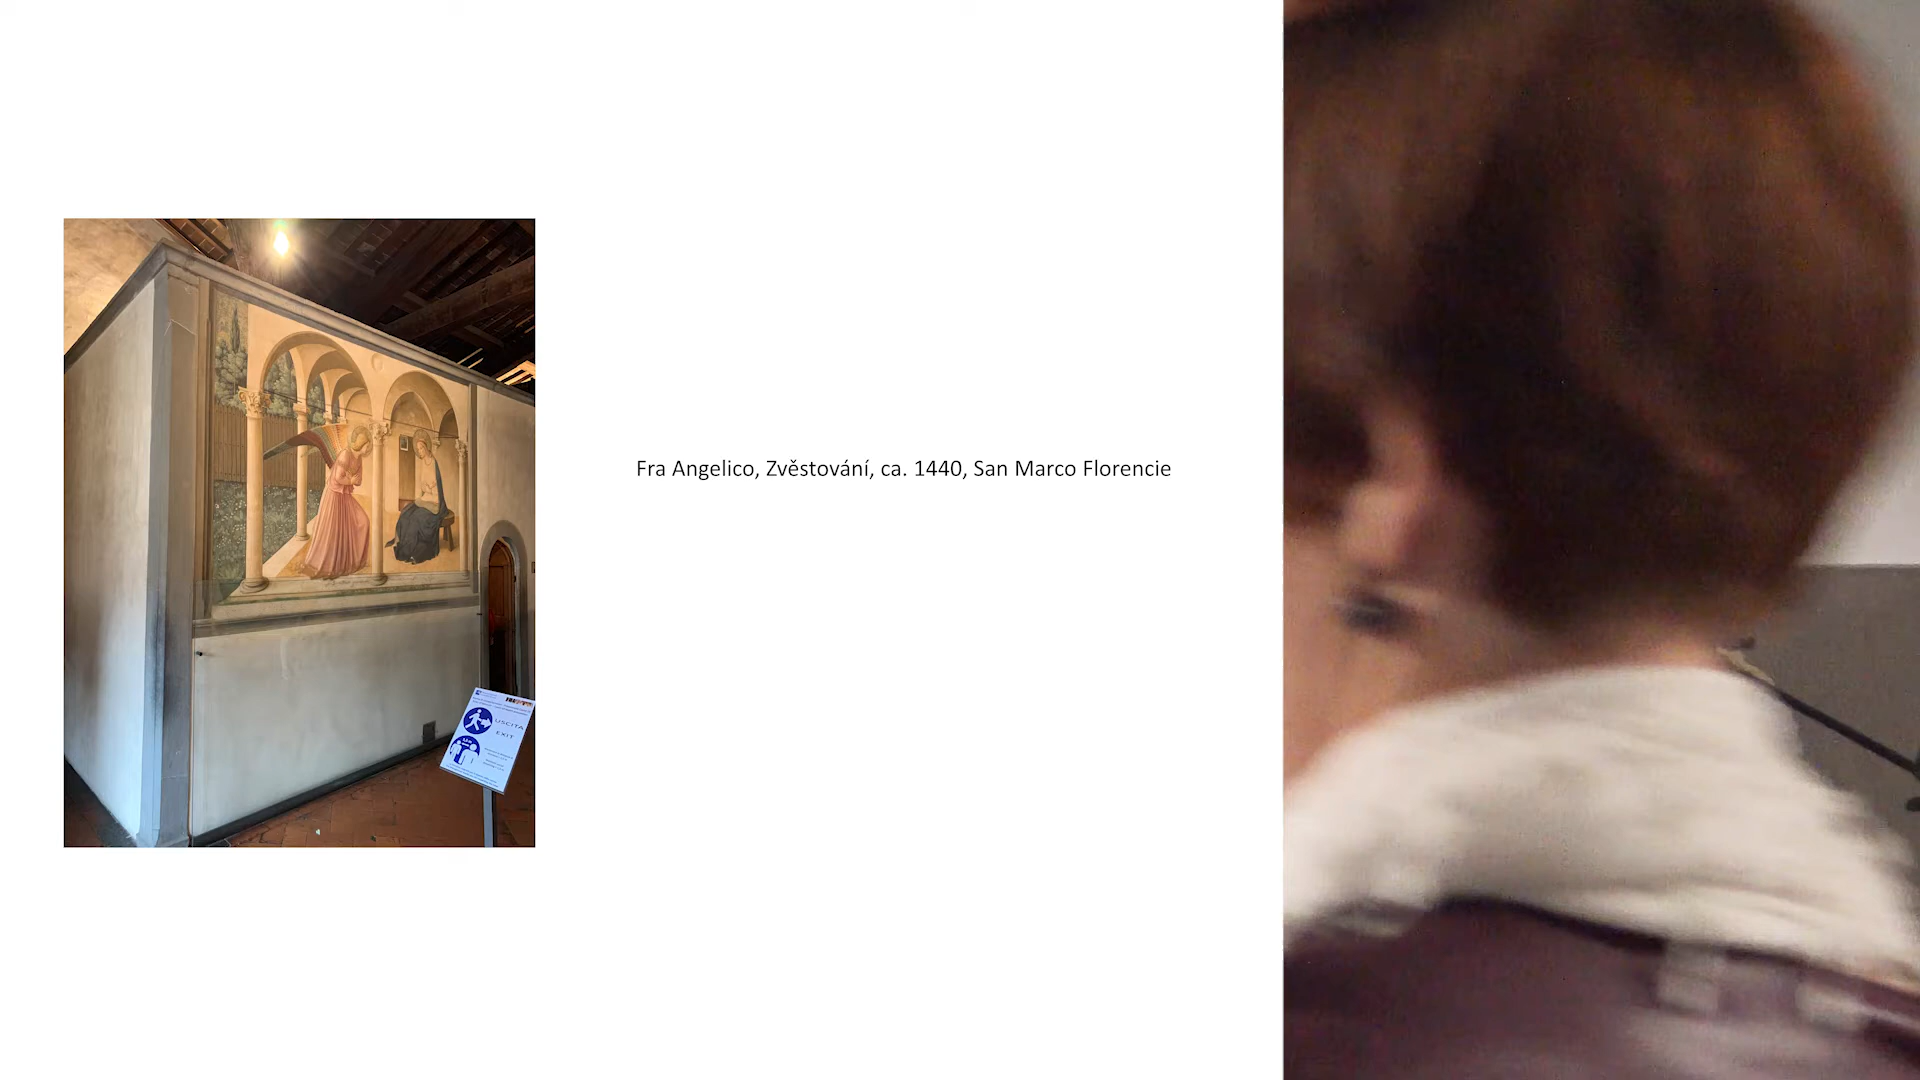 Fra Angelico, Zvěstování, ca. 1440, San Marco Florencie
USCITA
EXIT